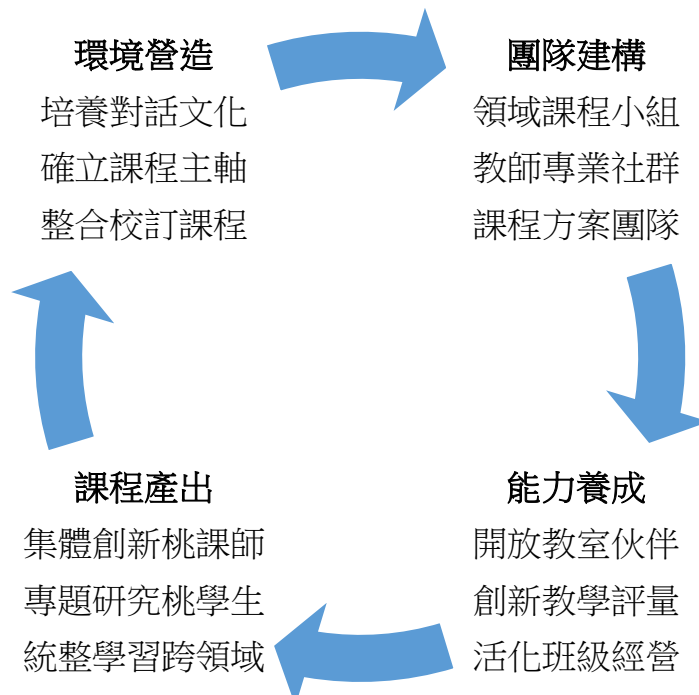 環境營造
培養對話文化
確立課程主軸
整合校訂課程
團隊建構
領域課程小組
教師專業社群
課程方案團隊
能力養成
開放教室伙伴
創新教學評量
活化班級經營
課程產出
集體創新桃課師
專題研究桃學生
統整學習跨領域